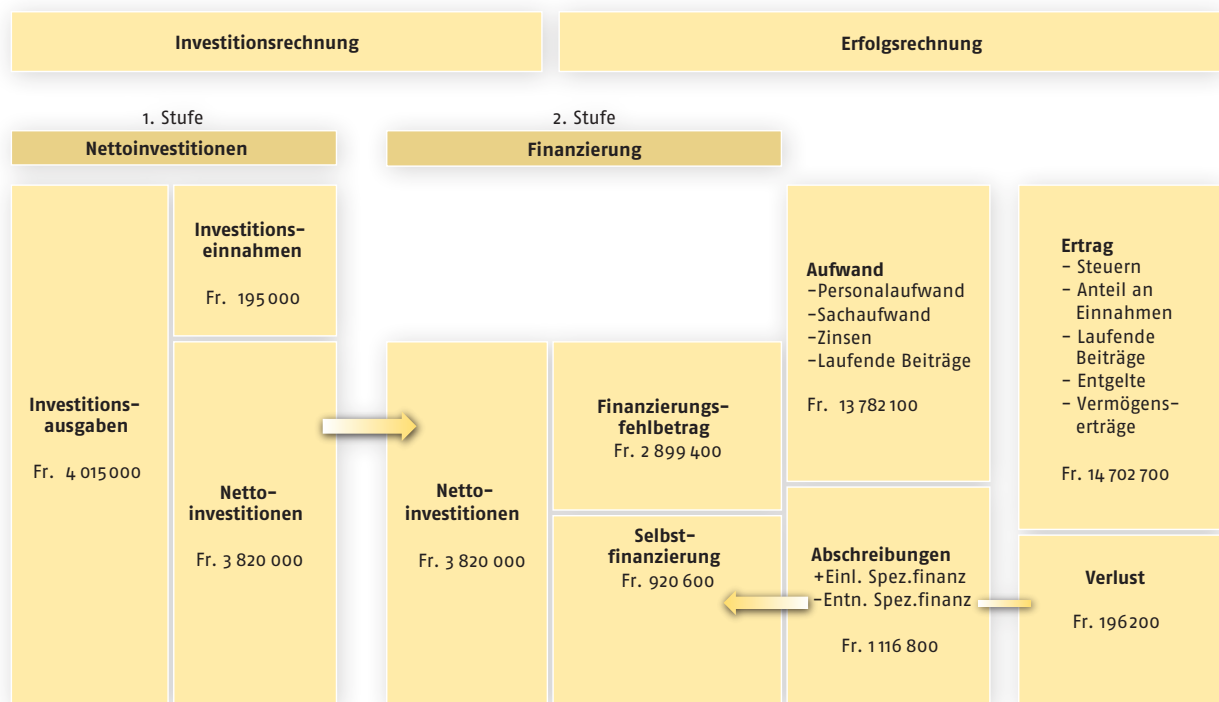 Investitionsrechnung
Erfolgsrechnung
1. Stufe
Nettoinvestitionen
2. Stufe
Finanzierung
Investitions-
ausgaben
Fr. 4 015 000
Investitions-
einnahmen
Fr. 195 000
Netto-
investitionen
Fr. 3 820 000
Netto-
investitionen
Fr. 3 820 000
Finanzierungs-
fehlbetrag
Fr. 2 899 400
Selbst-
finanzierung
Fr. 920 600
Aufwand
-Personalaufwand
-Sachaufwand
-Zinsen
-Laufende Beiträge
Fr. 13 782 100
Abschreibungen
+Einl. Spez.finanz
-Entn. Spez.finanz
Fr. 1 116 800
Ertrag
- Steuern
- Anteil an
Einnahmen
- Laufende
Beiträge
- Entgelte
- Vermögens-
erträge
Fr. 14 702 700
Verlust
Fr. 196 200